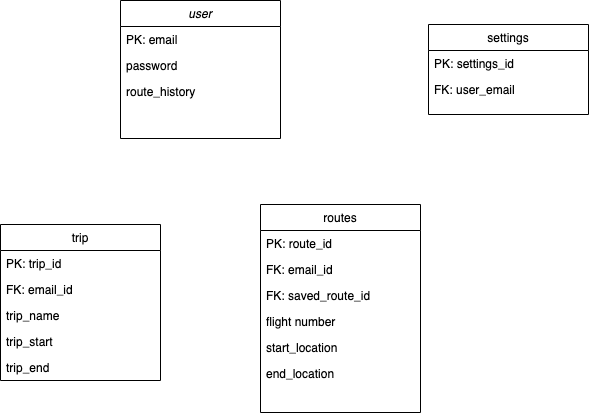 user
PK: email
password
route_history
settings
PK: settings_id
FK: user_email
trip
PK: trip_id
FK: email_id
trip_name
trip_start
trip_end
routes
PK: route_id
FK: email_id
FK: saved_route_id
flight number
start_location
end_location